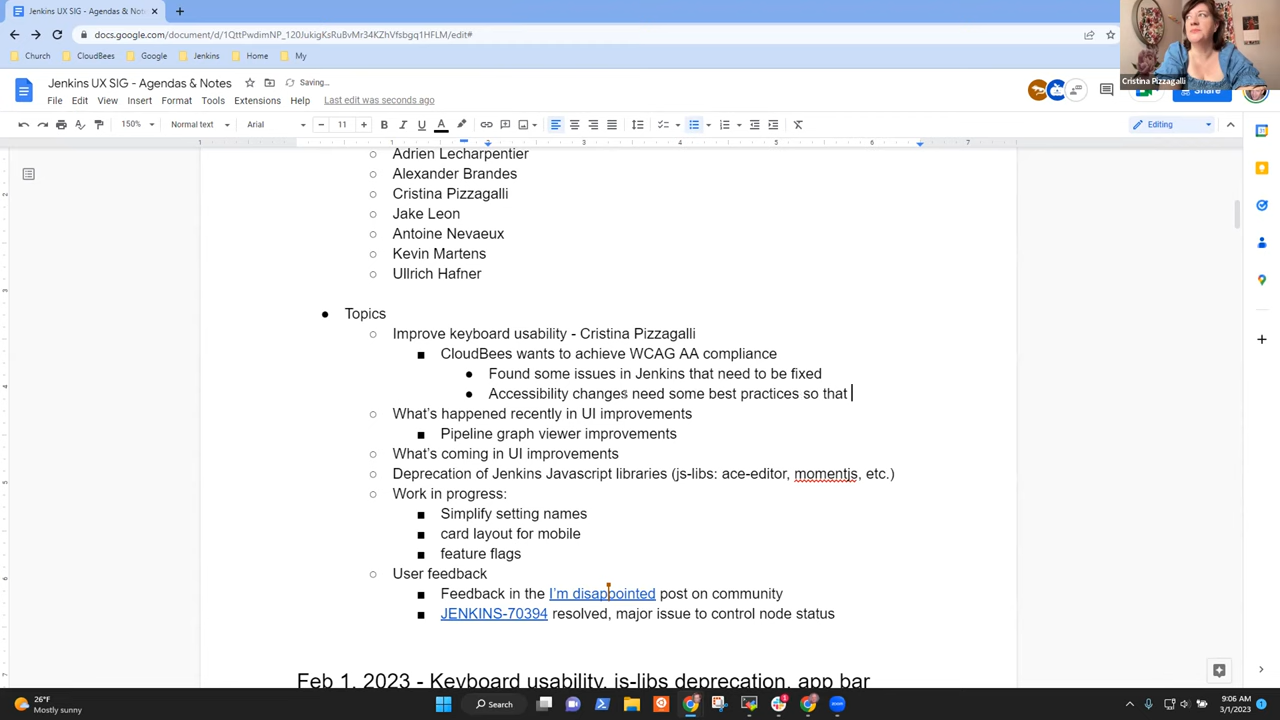 Jenkins UX SIG - Agendas & Notes
docs.google.com/document/d/1QttPwdimNP_120JukigKsRuBvMr34KZhVfsbgq1HFLM/edit#
Church CloudBees Google Jenkins Home My
Cristina Pizzagalli
Jenkins UX SIG - Agendas & Notes Saving...
File Edit View Insert Format Tools Extensions Help Last edit was seconds ago
Share
150% Normal text Arial 11 Editing
1 1 2 3 4 5 6 7
Adrien Lecharpentier
Alexander Brandes
Cristina Pizzagalli
Jake Leon
Antoine Nevaeux
Kevin Martens
Ullrich Hafner
Topics
Improve keyboard usability - Cristina Pizzagalli
CloudBees wants to achieve WCAG AA compliance
Found some issues in Jenkins that need to be fixed
Accessibility changes need some best practices so that
What's happened recently in UI improvements
Pipeline graph viewer improvements
What's coming in UI improvements
Deprecation of Jenkins Javascript libraries (js-libs: ace-editor, momentjs, etc.)
Work in progress:
Simplify setting names
card layout for mobile
feature flags
User feedback
Feedback in the I'm disappointed post on community
JENKINS-70394 resolved, major issue to control node status
Feb 1, 2023 - Keyboard usability, js-libs deprecation, app bar
26°F
Mostly sunny
Search
9:06 AM
3/1/2023